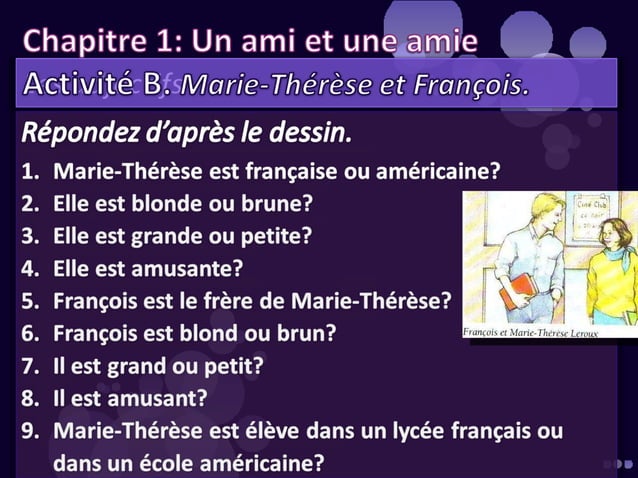 Chapitre 1: Un ami et une amie
Activité B. Marie-Thérèse et François.
Répondez d’après le dessin.
1. Marie-Thérèse est française ou américaine?
2. Elle est blonde ou brune?
3. Elle est grande ou petite?
4. Elle est amusante?
5. François est le frère de Marie-Thérèse?
6. François est blond ou brun?
7. Il est grand ou petit?
8. Il est amusant?
9. Marie-Thérèse est élève dans un lycée français ou
dans un école américaine?
Ciné Club
ce soir
François et Marie-Thérèse Leroux